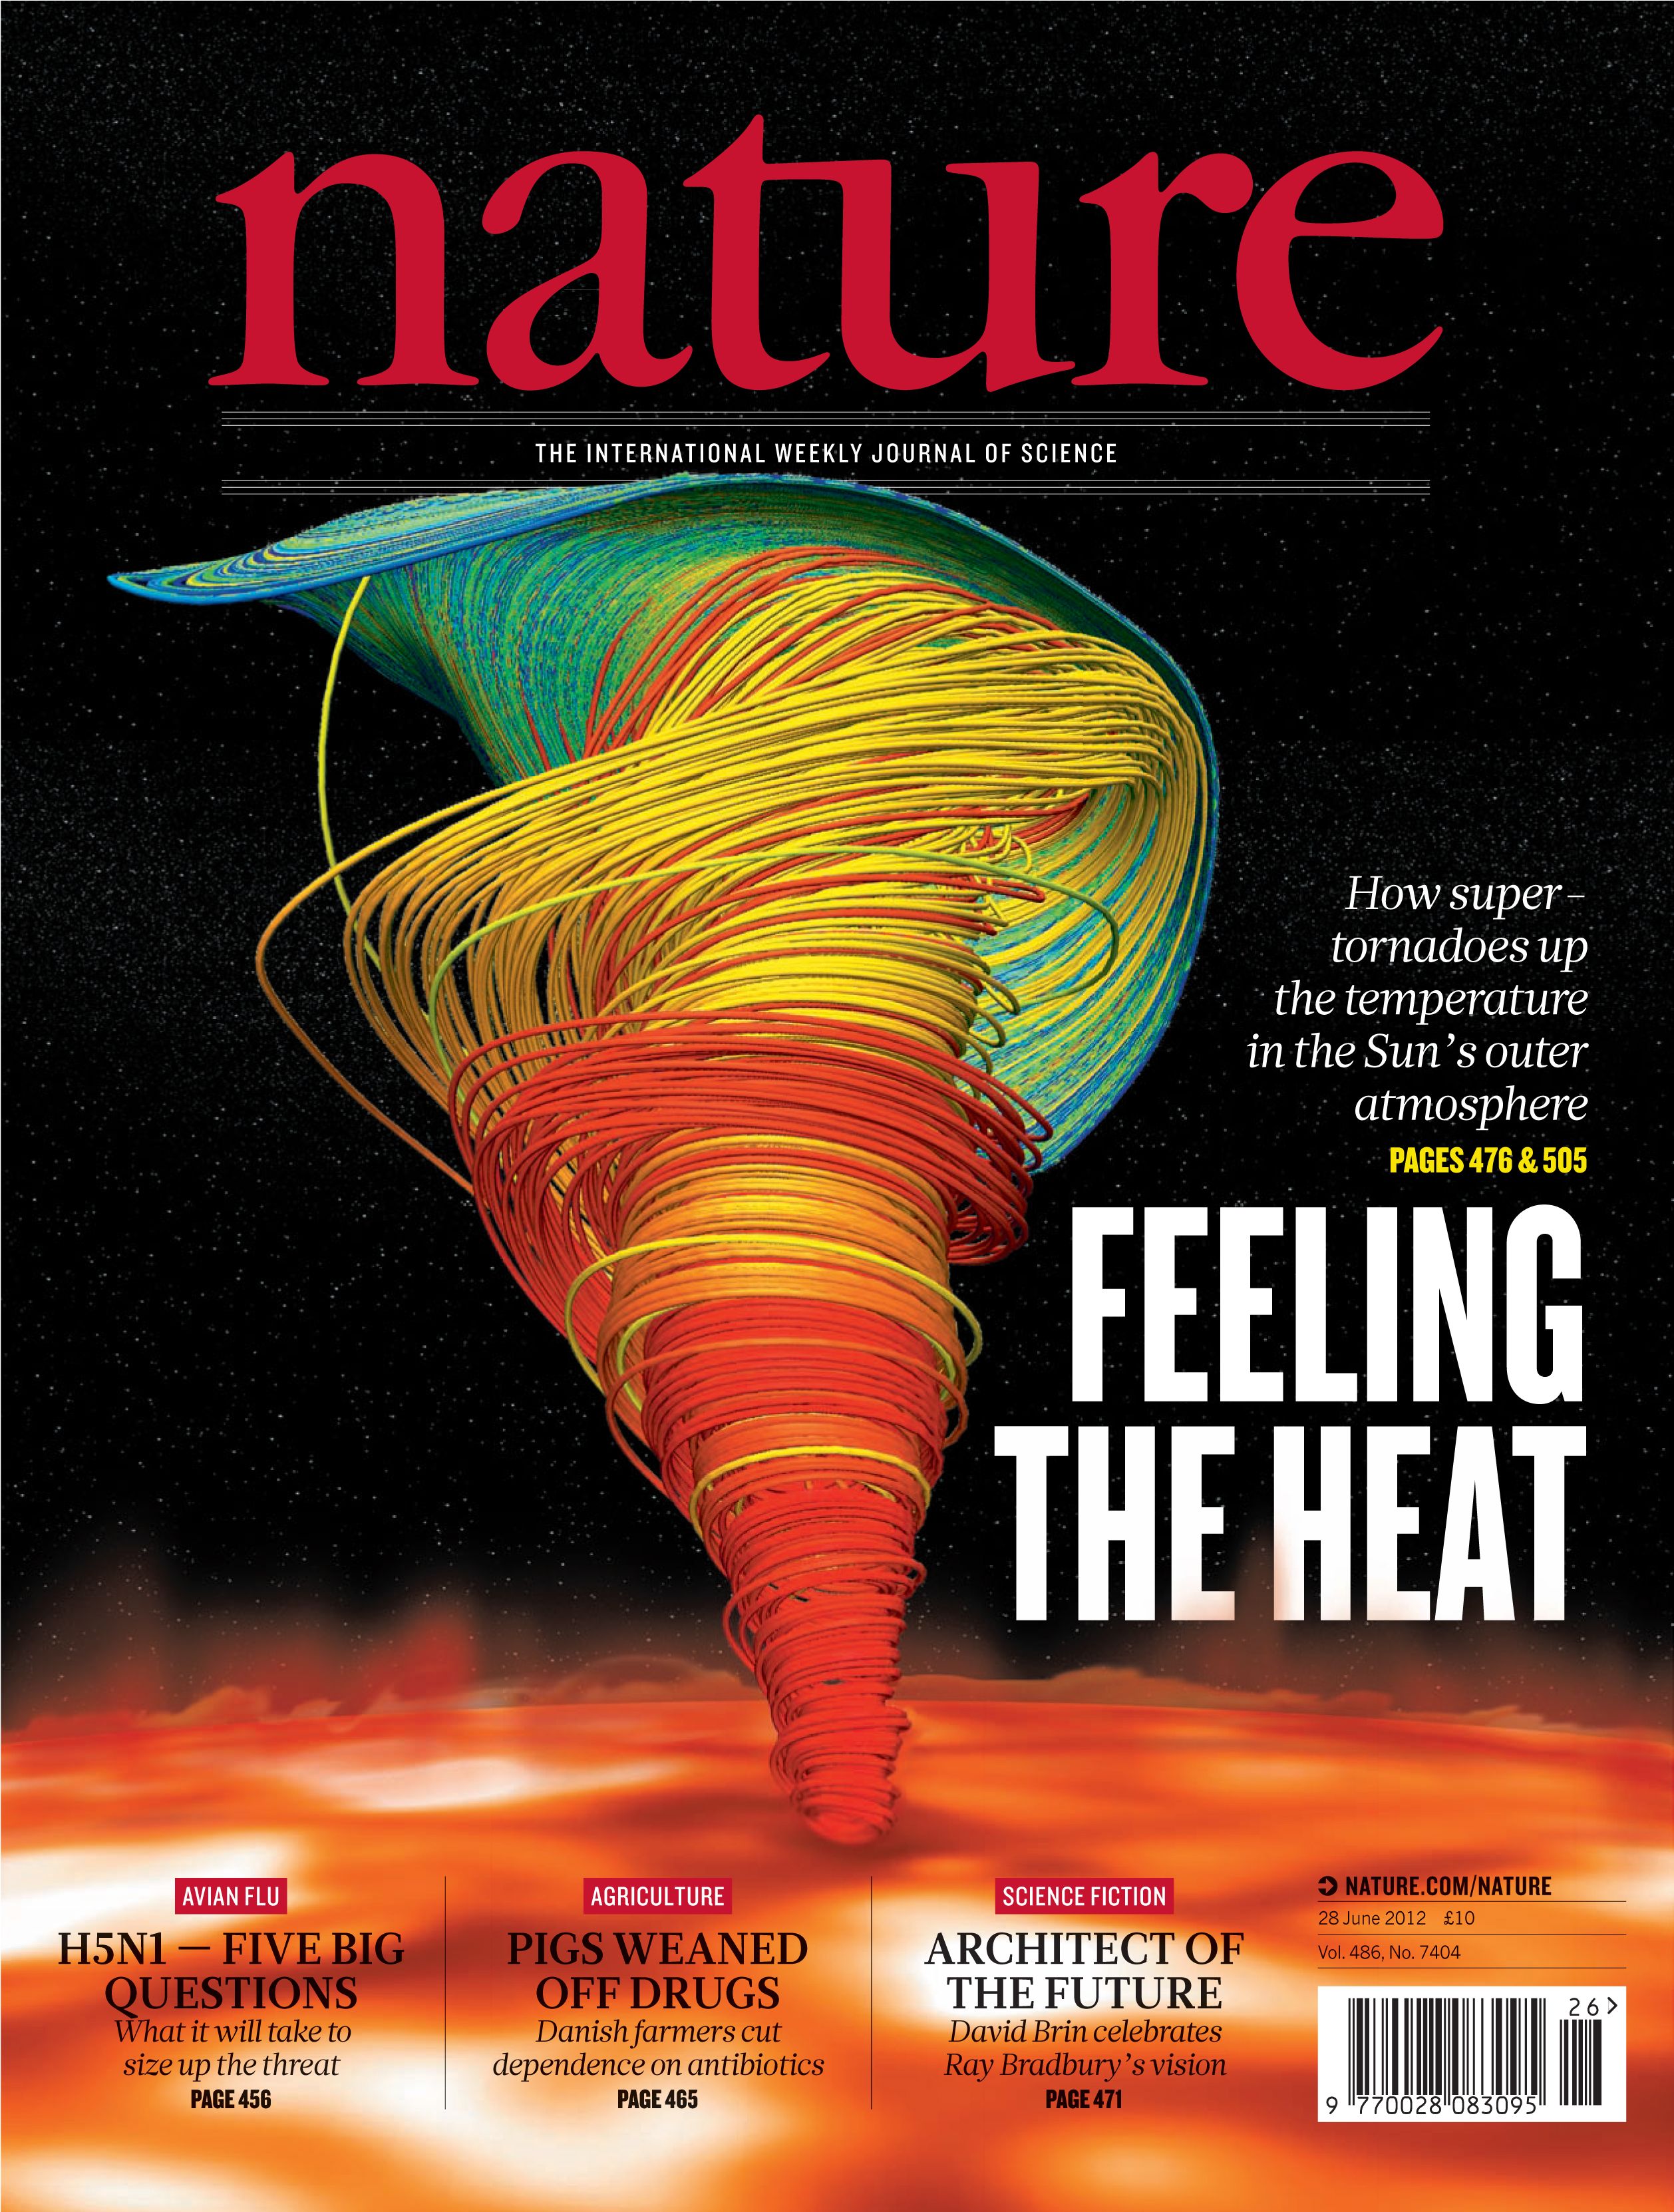 nature
THE INTERNATIONAL WEEKLY JOURNAL OF SCIENCE
How super-
tornadoes up
the temperature
in the Sun's outer
atmosphere
PAGES 476 & 505
FEELING
THE HEAT
AVIAN FLU
H5N1 — FIVE BIG
QUESTIONS
What it will take to
size up the threat
PAGE 456
AGRICULTURE
PIGS WEANED
OFF DRUGS
Danish farmers cut
dependence on antibiotics
PAGE 465
SCIENCE FICTION
ARCHITECT OF
THE FUTURE
David Brin celebrates
Ray Bradbury's vision
PAGE 471
NATURE.COM/NATURE
28 June 2012 £10
Vol. 486, No. 7404
26>
9 770028 083095